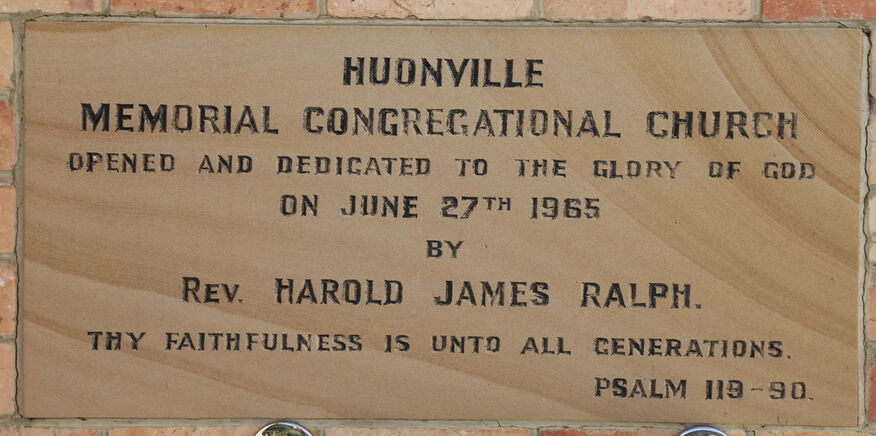 HUONVILLE
MEMORIAL CONGREGATIONAL CHURCH
OPENED AND DEDICATED TO THE GLORY OF GOD
ON JUNE 27TH 1965
BY
REV. HAROLD JAMES RALPH.
THY FAITHFULNESS IS UNTO ALL GENERATIONS.
PSALM 119-90.